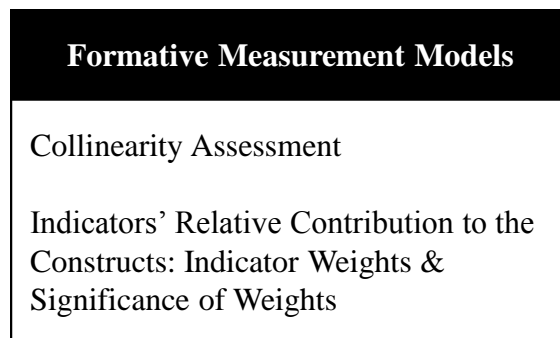 Formative Measurement Models
Collinearity Assessment
Indicators’ Relative Contribution to the
Constructs: Indicator Weights &
Significance of Weights